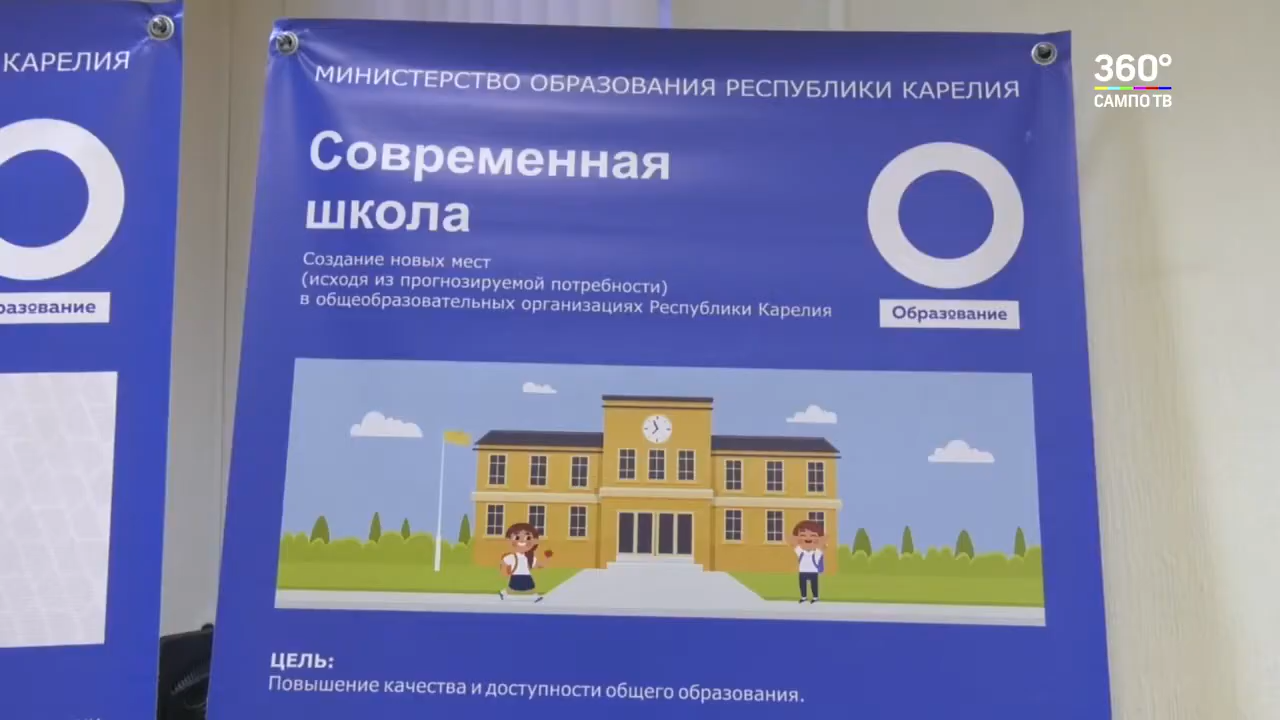 КАРЕЛИЯ
МИНИСТЕРСТВО ОБРАЗОВАНИЯ РЕСПУБЛИКИ КАРЕЛИЯ
360°
САМПО ТВ
Современная
школа
Создание новых мест
(исходя из прогнозируемой потребности)
в общеобразовательных организациях Республики Карелия
разование
Образование
ЦЕЛЬ:
Повышение качества и доступности общего образования.